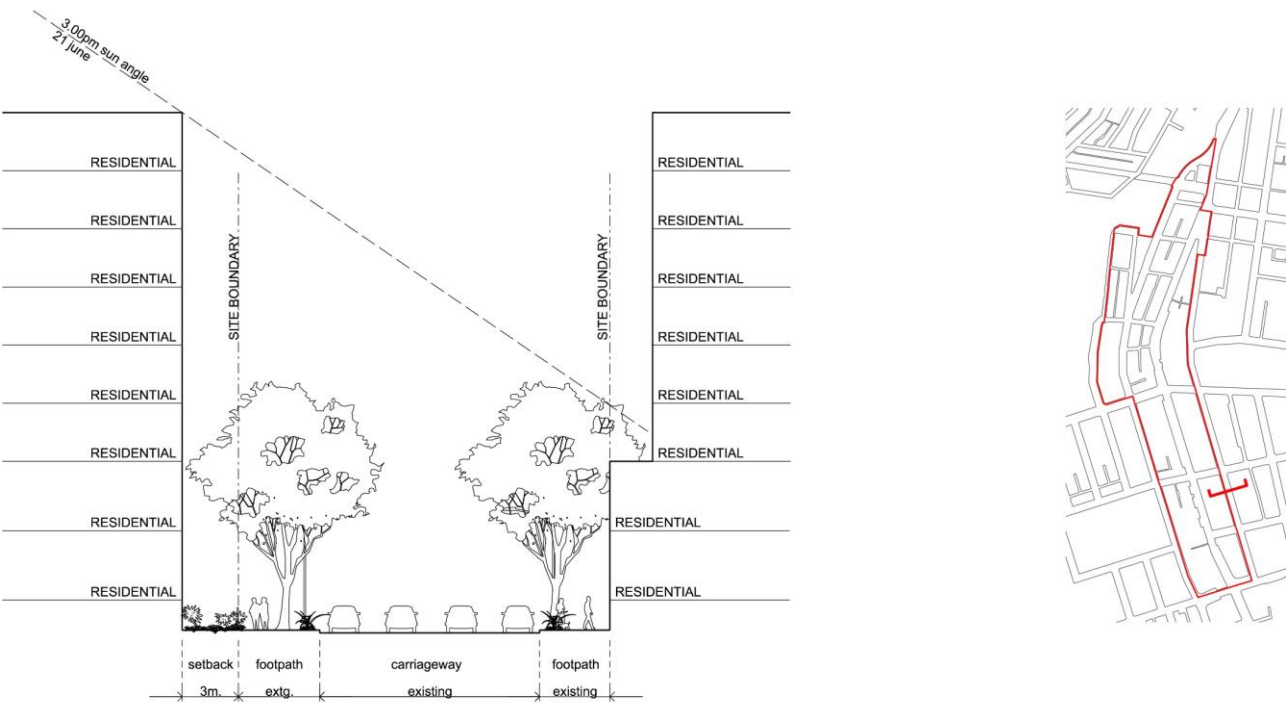 3.00pm sun angle
21 june
RESIDENTIAL
RESIDENTIAL
RESIDENTIAL
RESIDENTIAL
RESIDENTIAL
RESIDENTIAL
RESIDENTIAL
RESIDENTIAL
SITE BOUNDARY
SITE BOUNDARY
RESIDENTIAL
RESIDENTIAL
RESIDENTIAL
RESIDENTIAL
RESIDENTIAL
RESIDENTIAL
RESIDENTIAL
RESIDENTIAL
setback footpath carriageway footpath
3m. extg. existing existing